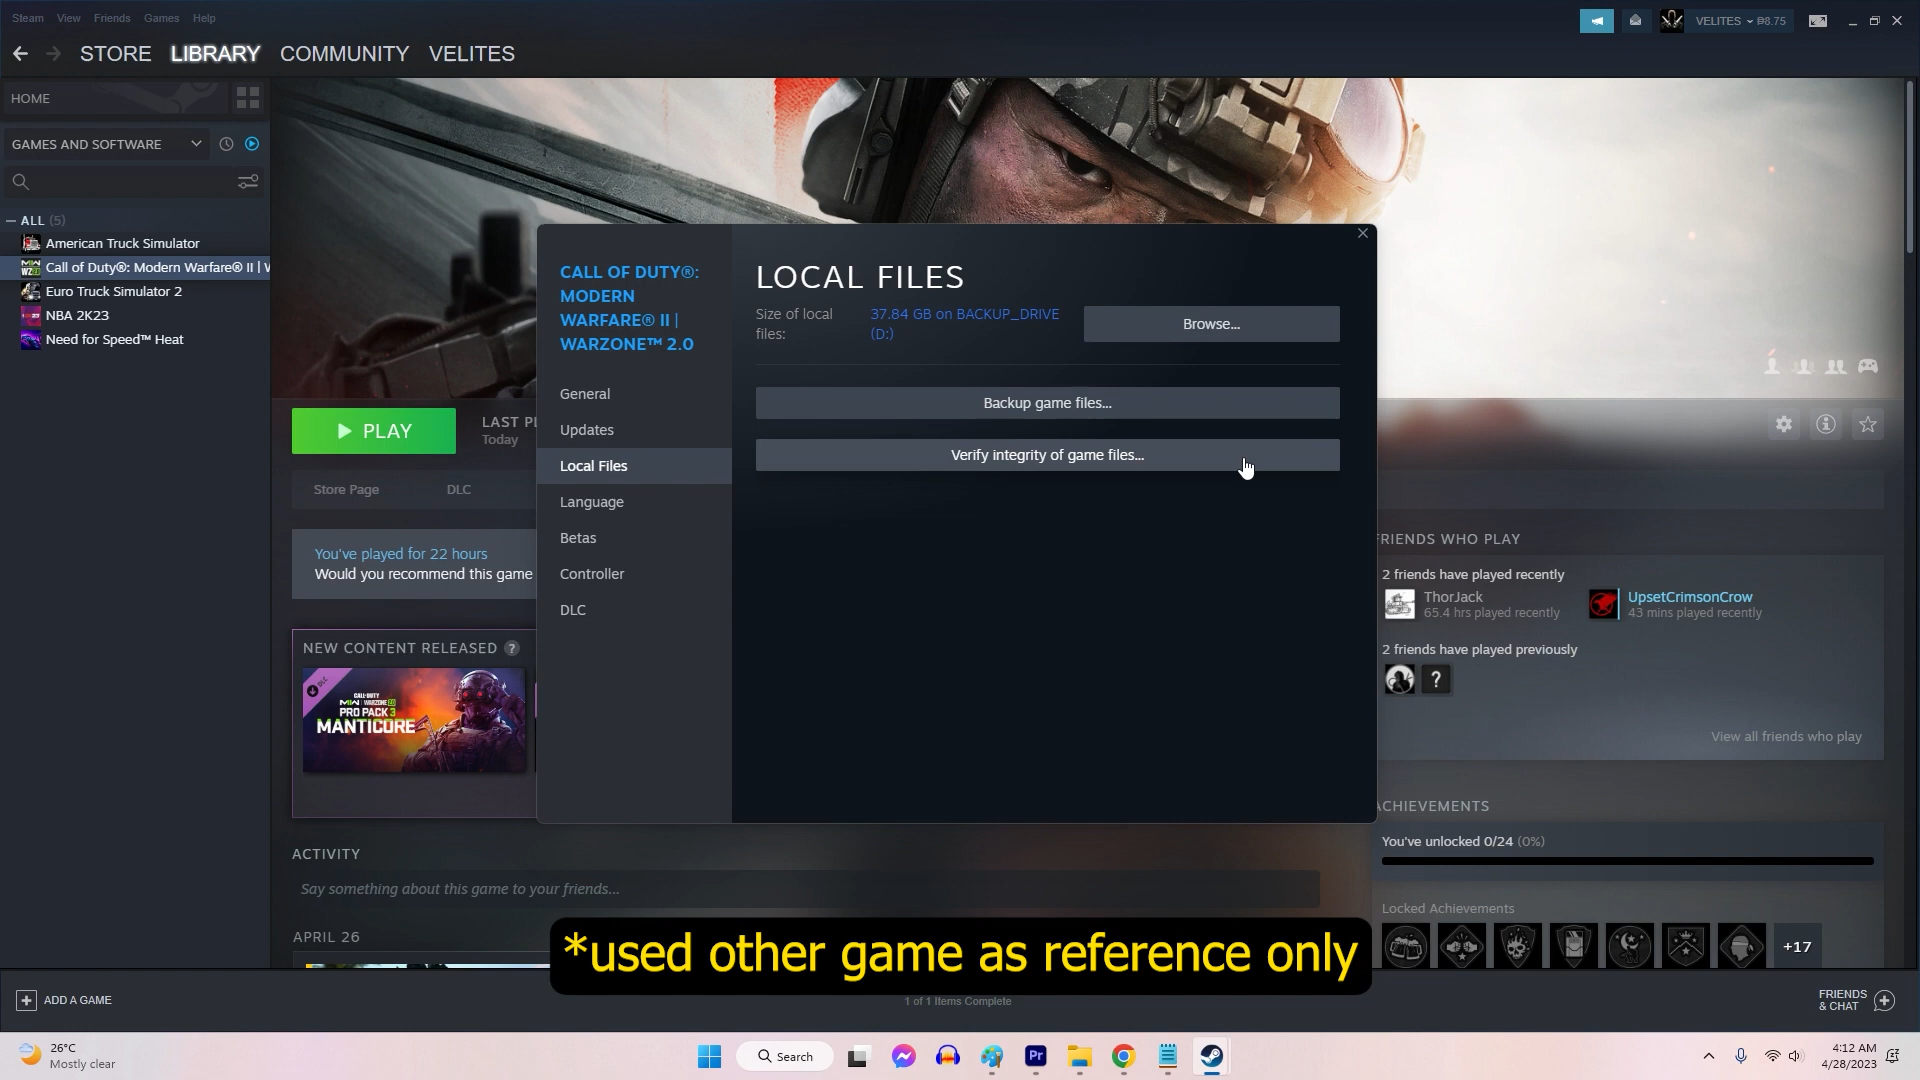 Steam View Friends Games Help
VELITES ₱8.75
STORE LIBRARY COMMUNITY VELITES
HOME
GAMES AND SOFTWARE
— ALL (5)
American Truck Simulator
Call of Duty®: Modern Warfare® II |
Euro Truck Simulator 2
NBA 2K23
Need for Speed™ Heat
CALL OF DUTY®:
MODERN
WARFARE® II |
WARZONE™ 2.0
General
Updates
Local Files
Language
Betas
Controller
DLC
LOCAL FILES
Size of local
files:
37.84 GB on BACKUP_DRIVE
(D:)
Browse...
Backup game files...
Verify integrity of game files...
PLAY
LAST PL
Today
Store Page DLC
You've played for 22 hours
Would you recommend this game
NEW CONTENT RELEASED ?
DLC
CALL·DUTY
MWII WARZONE 2.0
PRO PACK 3
MANTICORE
FRIENDS WHO PLAY
2 friends have played recently
ThorJack
65.4 hrs played recently
UpsetCrimsonCrow
43 mins played recently
2 friends have played previously
?
View all friends who play
ACHIEVEMENTS
You've unlocked 0/24 (0%)
Locked Achievements
+17
ACTIVITY
Say something about this game to your friends...
APRIL 26
*used other game as reference only
ADD A GAME
1 of 1 Items Complete
FRIENDS
& CHAT
26°C
Mostly clear
Search
Pr
4:12 AM
4/28/2023